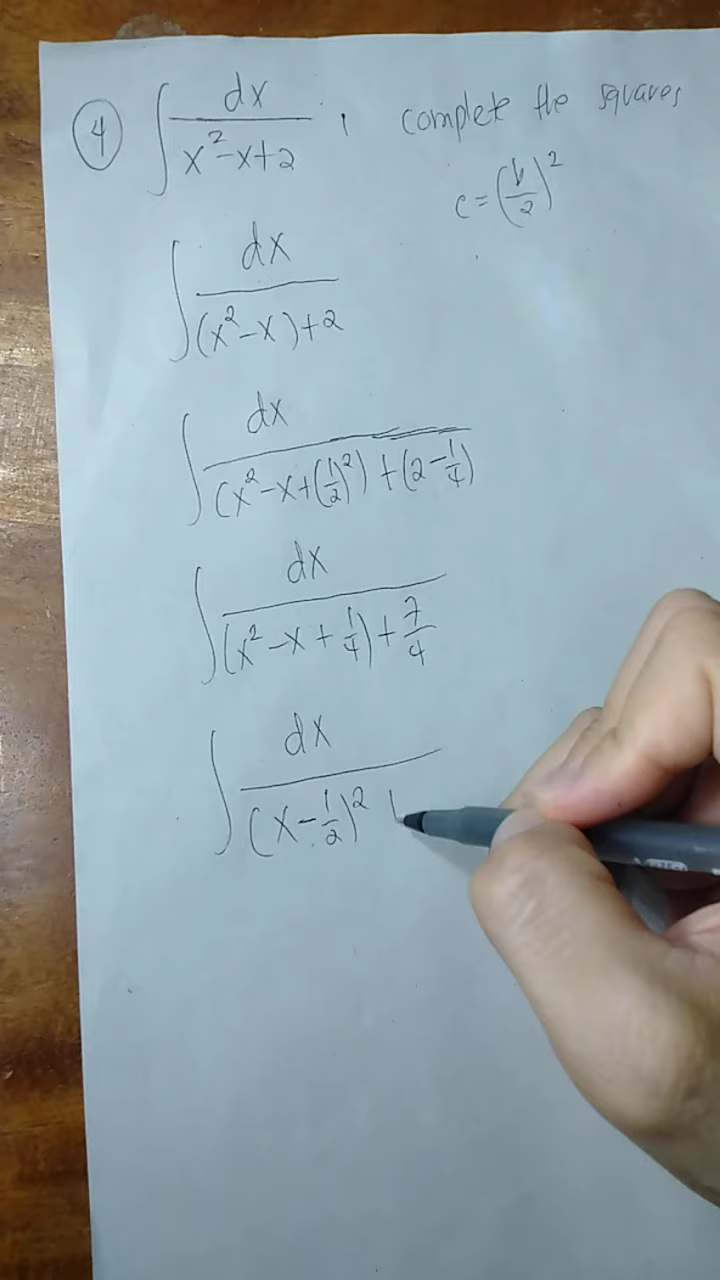 ④ ∫ dx / (x² - x + 2) , complete the squares
c = (b/2)²
∫ dx / ((x² - x) + 2)
∫ dx / ((x² - x + (1/2)²) + (2 - 1/4))
∫ dx / ((x² - x + 1/4) + 7/4)
∫ dx / (x - 1/2)²